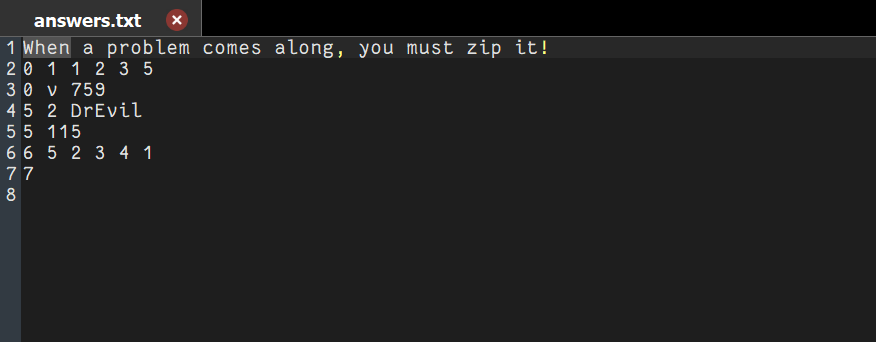 answers.txt
1 When a problem comes along, you must zip it!
2 0 1 1 2 3 5
3 0 v 759
4 5 2 DrEvil
5 5 115
6 6 5 2 3 4 1
7 7
8